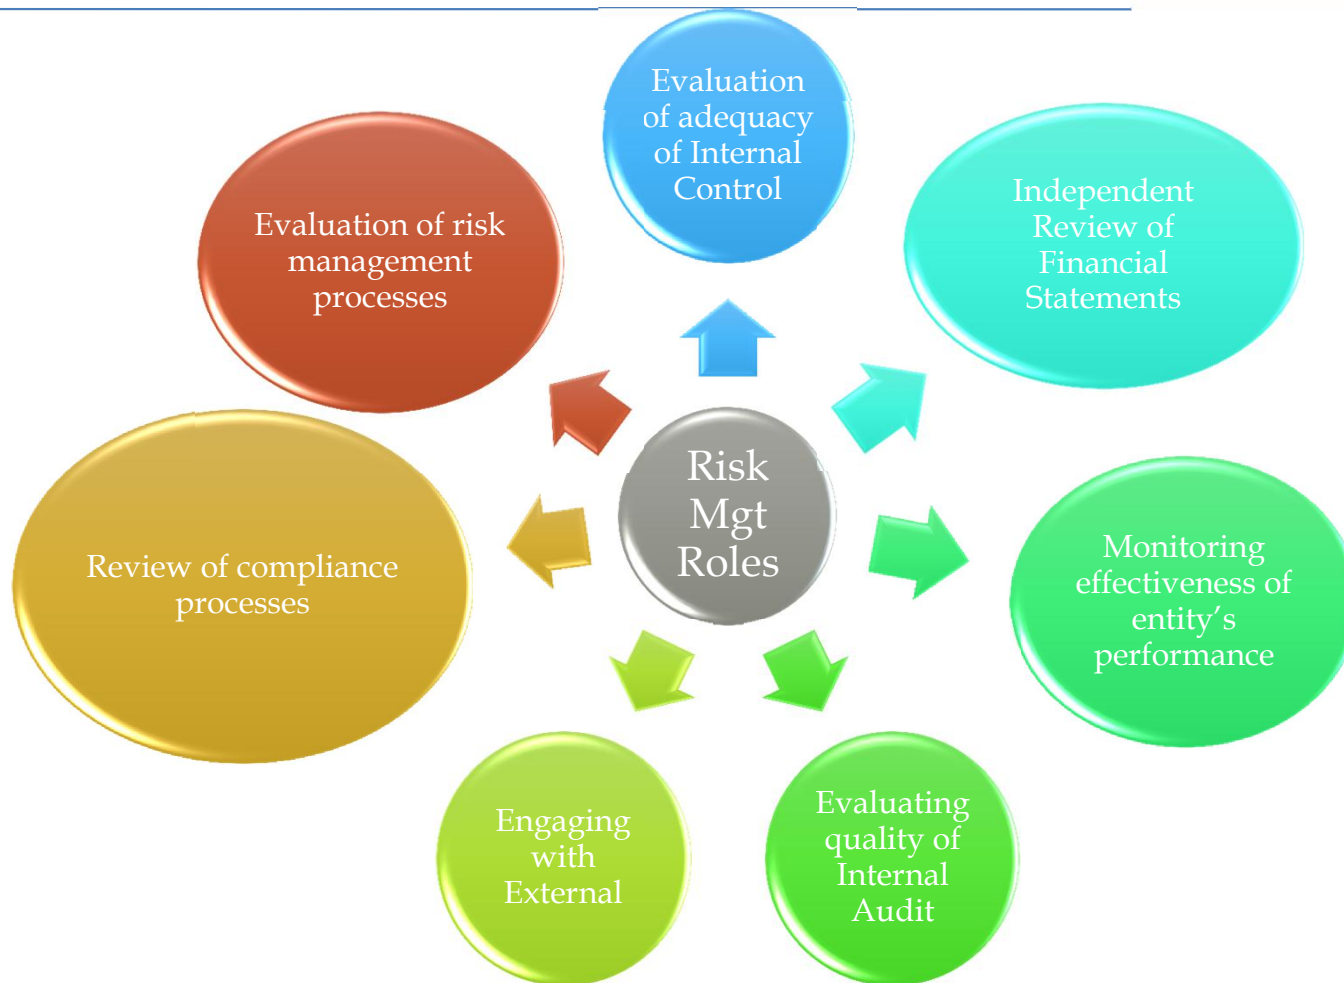 Evaluation
of adequacy
of Internal
Control
Independent
Review of
Financial
Statements
Monitoring
effectiveness of
entity’s
performance
Evaluating
quality of
Internal
Audit
Engaging
with
External
Review of compliance
processes
Evaluation of risk
management
processes
Risk
Mgt
Roles